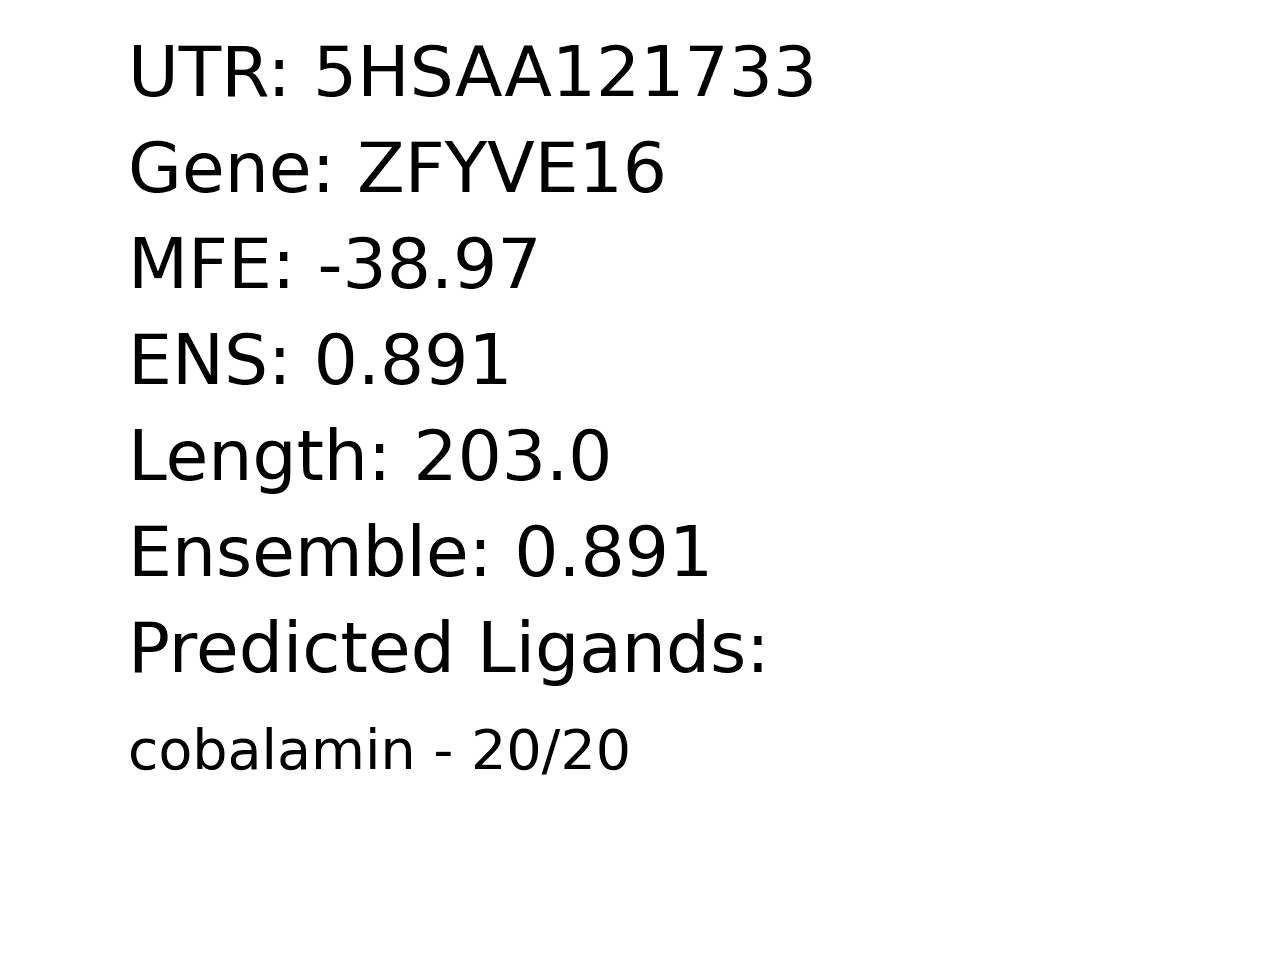 UTR: 5HSAA121733
Gene: ZFYVE16
MFE: -38.97
ENS: 0.891
Length: 203.0
Ensemble: 0.891
Predicted Ligands:
cobalamin - 20/20